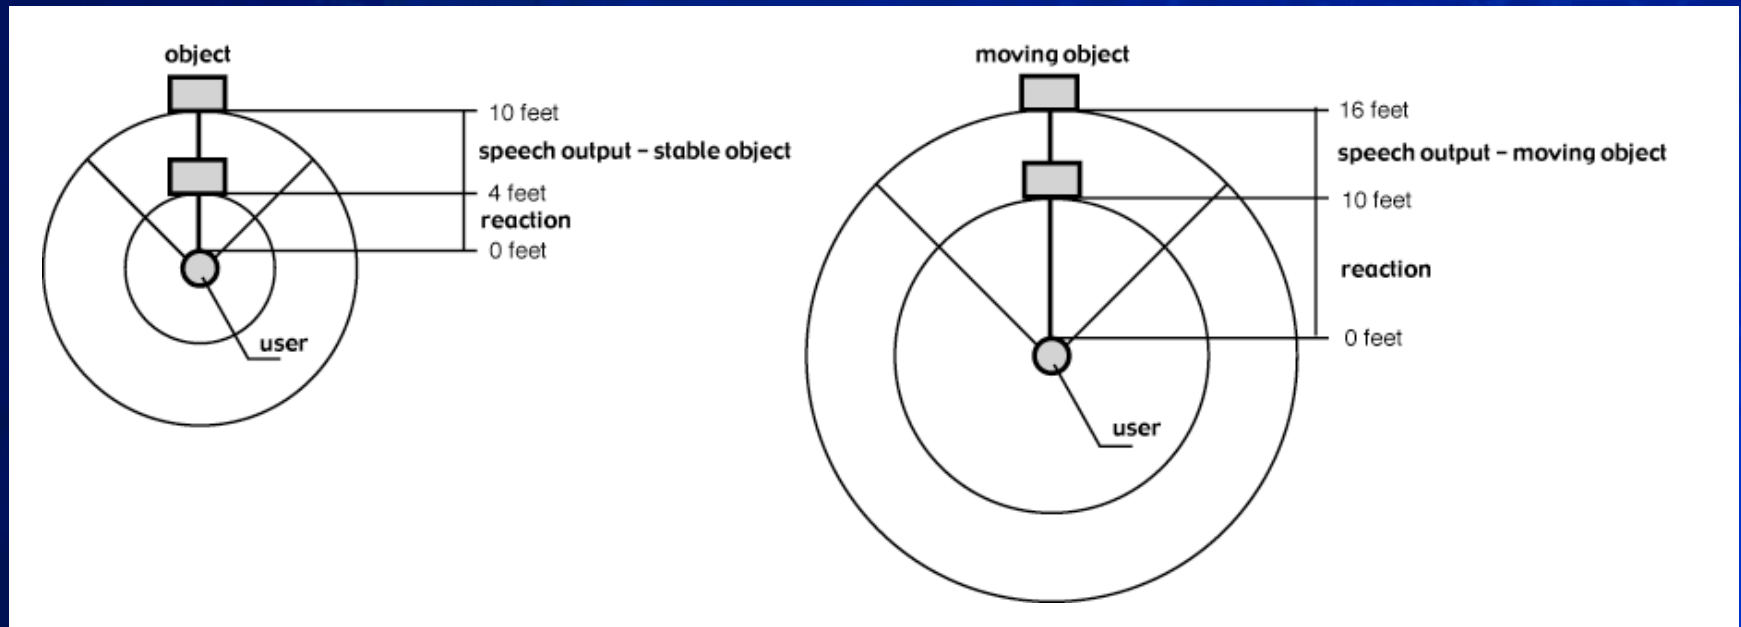 object
10 feet
speech output – stable object
4 feet
reaction
0 feet
user
moving object
16 feet
speech output – moving object
10 feet
reaction
0 feet
user